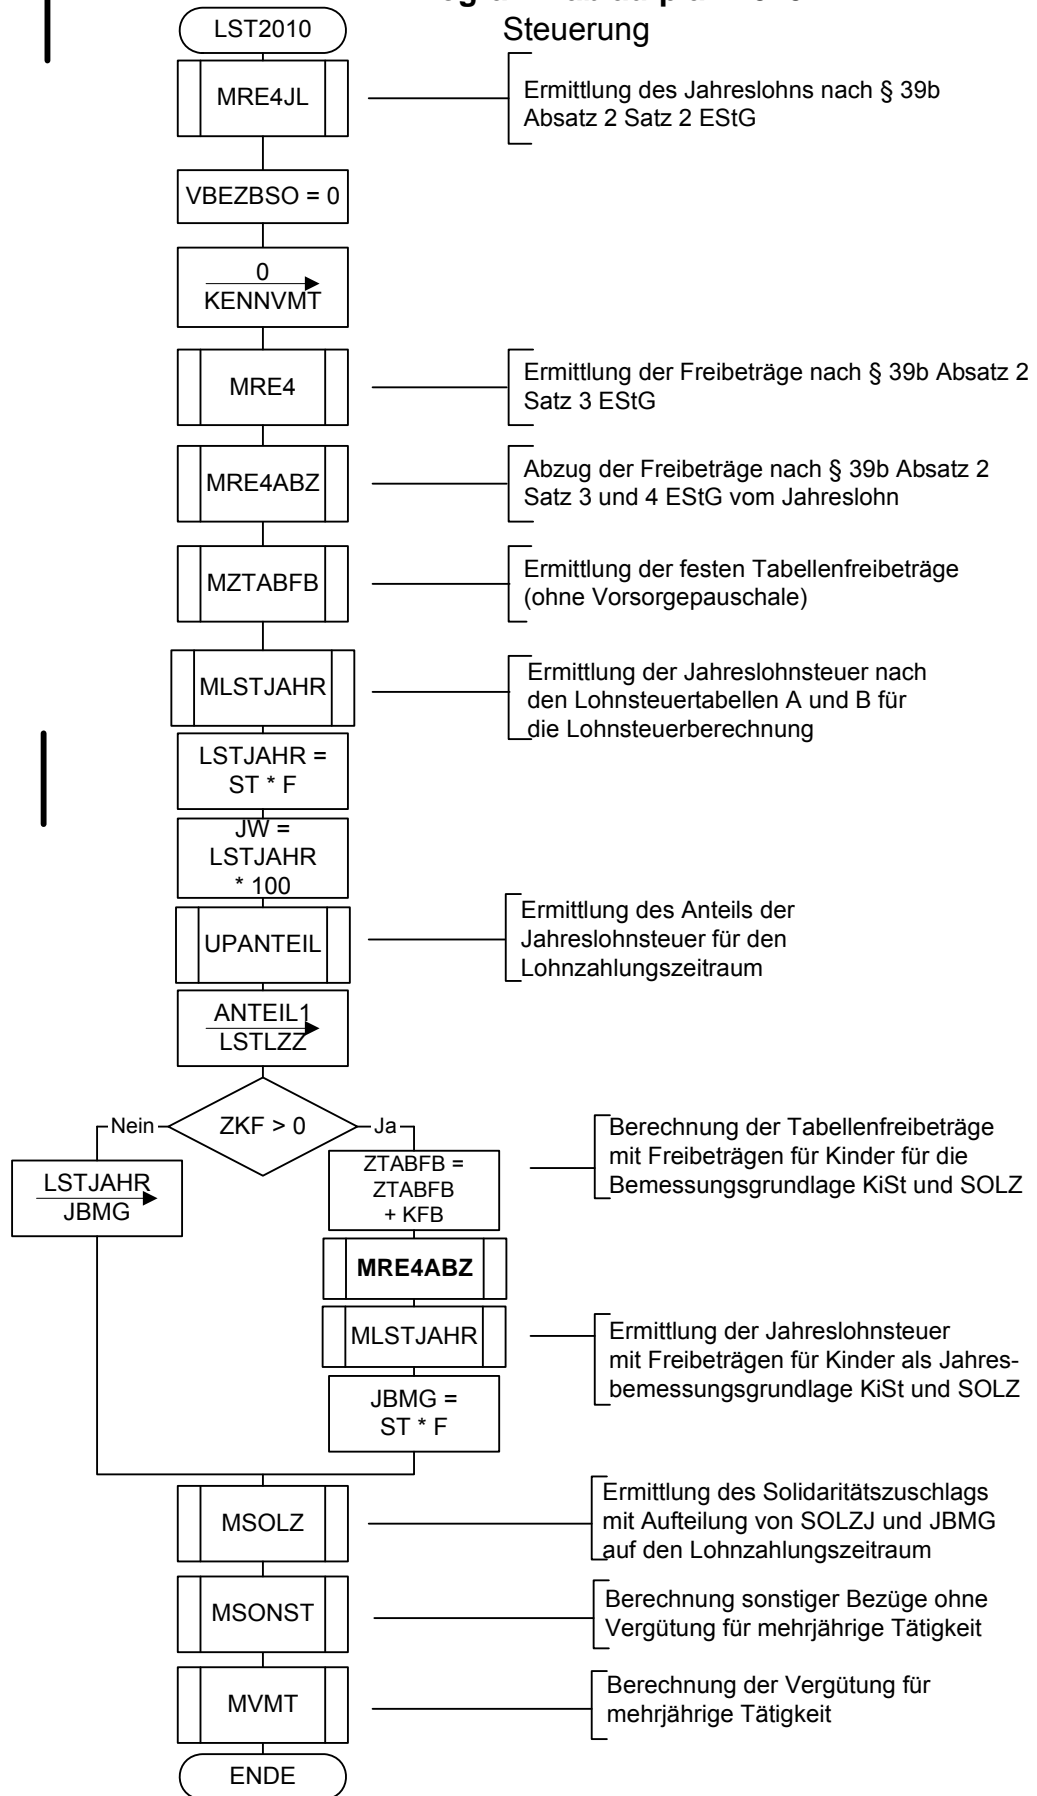 Steuerung
LST2010
MRE4JL
Ermittlung des Jahreslohns nach § 39b
Absatz 2 Satz 2 EStG
VBEZBSO = 0
0
KENNVMT
MRE4
Ermittlung der Freibeträge nach § 39b Absatz 2
Satz 3 EStG
MRE4ABZ
Abzug der Freibeträge nach § 39b Absatz 2
Satz 3 und 4 EStG vom Jahreslohn
MZTABFB
Ermittlung der festen Tabellenfreibeträge
(ohne Vorsorgepauschale)
MLSTJAHR
Ermittlung der Jahreslohnsteuer nach
den Lohnsteuertabellen A und B für
die Lohnsteuerberechnung
LSTJAHR =
ST * F
JW =
LSTJAHR
* 100
UPANTEIL
Ermittlung des Anteils der
Jahreslohnsteuer für den
Lohnzahlungszeitraum
ANTEIL1
LSTLZZ
Nein
ZKF > 0
Ja
LSTJAHR
JBMG
ZTABFB =
ZTABFB
+ KFB
Berechnung der Tabellenfreibeträge
mit Freibeträgen für Kinder für die
Bemessungsgrundlage KiSt und SOLZ
MRE4ABZ
MLSTJAHR
Ermittlung der Jahreslohnsteuer
mit Freibeträgen für Kinder als Jahres-
bemessungsgrundlage KiSt und SOLZ
JBMG =
ST * F
MSOLZ
Ermittlung des Solidaritätszuschlags
mit Aufteilung von SOLZJ und JBMG
auf den Lohnzahlungszeitraum
MSONST
Berechnung sonstiger Bezüge ohne
Vergütung für mehrjährige Tätigkeit
MVMT
Berechnung der Vergütung für
mehrjährige Tätigkeit
ENDE